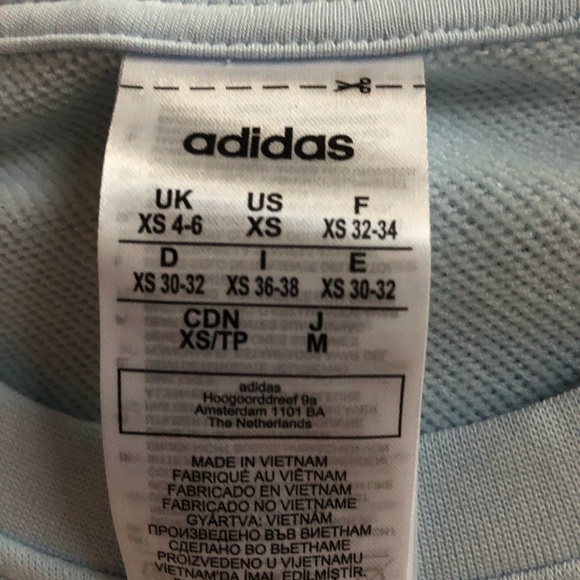 adidas
UK US F
XS 4-6 XS XS 32-34
D I E
XS 30-32 XS 36-38 XS 30-32
CDN J
XS/TP M
adidas
Hoogoorddreef 9a
Amsterdam 1101 BA
The Netherlands
MADE IN VIETNAM
FABRIQUÉ AU VIÊTNAM
FABRICADO EN VIETNAM
FABRICADO NO VIETNAME
GYÁRTVA: VIETNÁM
ПРОИЗВЕДЕНО ВЪВ ВИЕТНАМ
СДЕЛАНО ВО ВЬЕТНАМЕ
PROIZVEDENO U VIJETNAMU
VIETNAM'DA İMAL EDİLMİŞTİR.